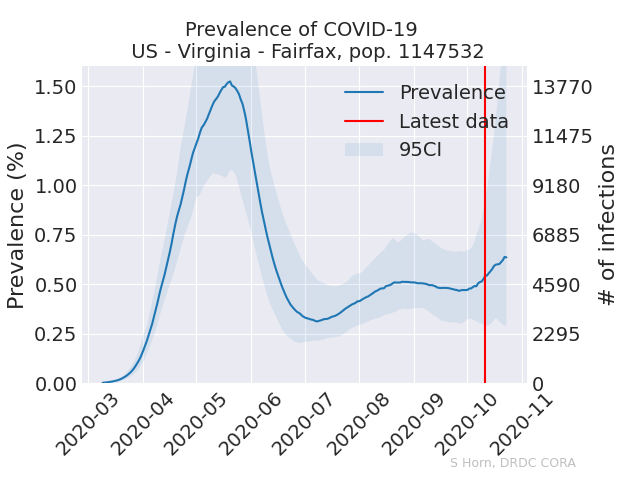 Prevalence of COVID-19
US - Virginia - Fairfax, pop. 1147532
Prevalence (%)
1.50
1.25
1.00
0.75
0.50
0.25
0.00
Prevalence
Latest data
95CI
13770
11475
9180
6885
4590
2295
0
# of infections
2020-03
2020-04
2020-05
2020-06
2020-07
2020-08
2020-09
2020-10
2020-11
S Horn, DRDC CORA